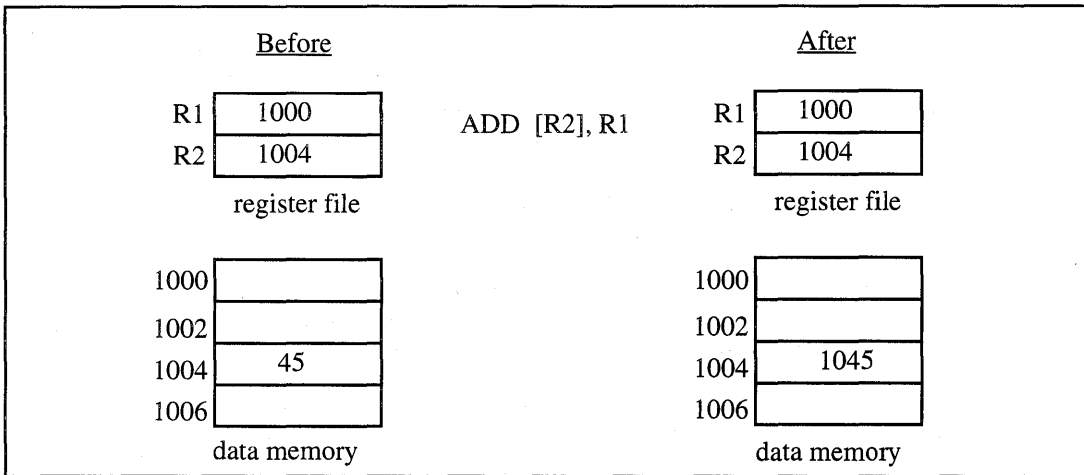 Before
R1 1000
R2 1004
register file
1000
1002
1004 45
1006
data memory
ADD [R2], R1
After
R1 1000
R2 1004
register file
1000
1002
1004 1045
1006
data memory